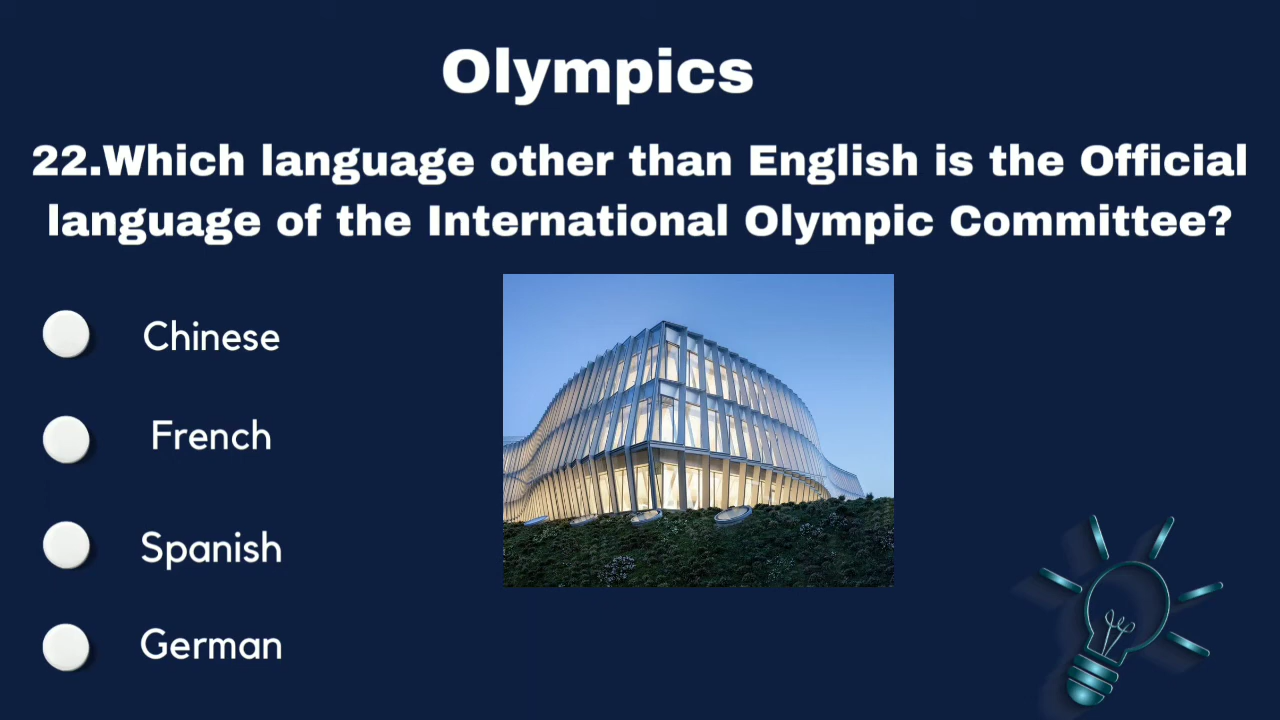 Olympics
22.Which language other than English is the Official
language of the International Olympic Committee?
Chinese
French
Spanish
German